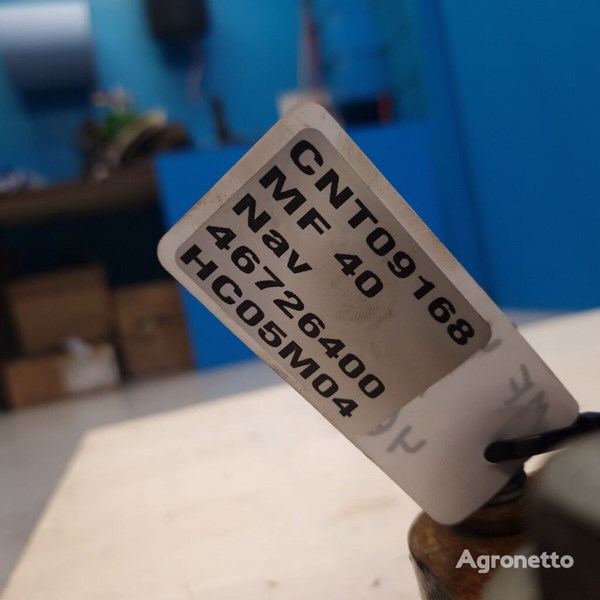 CNT09168
MF 40
Nav
46726400
HC05M04
Agronetto